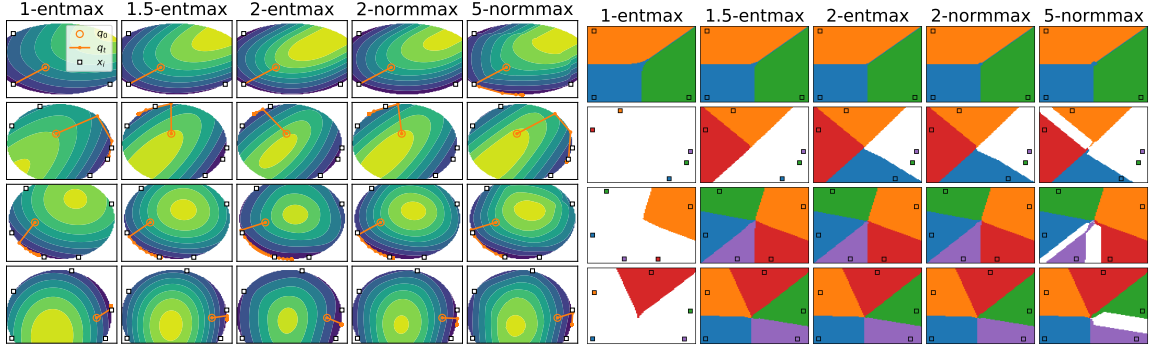 1-entmax 1.5-entmax 2-entmax 2-normmax 5-normmax 1-entmax 1.5-entmax 2-entmax 2-normmax 5-normmax
q₀
qₜ
xᵢ